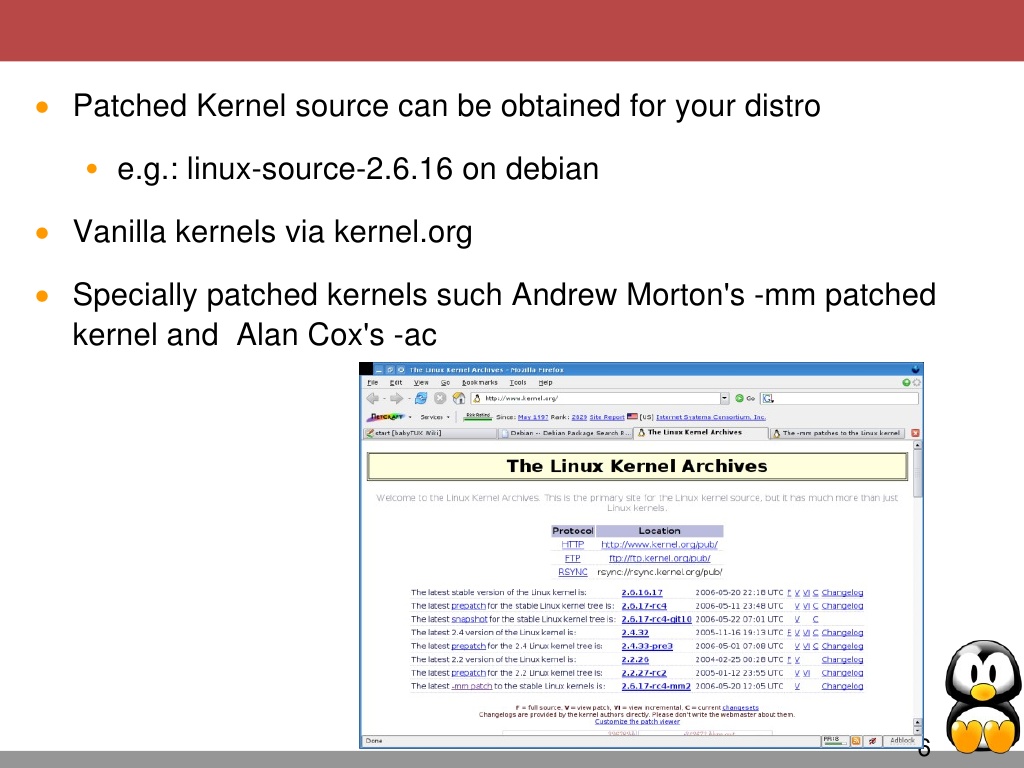 Patched Kernel source can be obtained for your distro
e.g.: linux-source-2.6.16 on debian
Vanilla kernels via kernel.org
Specially patched kernels such Andrew Morton's -mm patched
kernel and Alan Cox's -ac
The Linux Kernel Archives - Mozilla Firefox
File Edit View Go Bookmarks Tools Help
http://www.kernel.org/ Go
NETCRAFT Services Risk Rating Since: May 1997 Rank: 2829 Site Report [US] Internet Systems Consortium, Inc.
start [babyTUX Wiki] Debian -- Debian Package Search R... The Linux Kernel Archives The -mm patches to the Linux kernel
The Linux Kernel Archives
Welcome to the Linux Kernel Archives. This is the primary site for the Linux kernel source, but it has much more than just
Linux kernels.
Protocol Location
HTTP http://www.kernel.org/pub/
FTP ftp://ftp.kernel.org/pub/
RSYNC rsync://rsync.kernel.org/pub/
The latest stable version of the Linux kernel is: 2.6.16.17 2006-05-20 22:18 UTC F V VI C Changelog
The latest prepatch for the stable Linux kernel tree is: 2.6.17-rc4 2006-05-11 23:48 UTC V VI C Changelog
The latest snapshot for the stable Linux kernel tree is: 2.6.17-rc4-git10 2006-05-22 07:01 UTC V C
The latest 2.4 version of the Linux kernel is: 2.4.32 2005-11-16 19:13 UTC F V VI C Changelog
The latest prepatch for the 2.4 Linux kernel tree is: 2.4.33-pre3 2006-05-01 07:08 UTC V VI C Changelog
The latest 2.2 version of the Linux kernel is: 2.2.26 2004-02-25 00:28 UTC F V Changelog
The latest prepatch for the 2.2 Linux kernel tree is: 2.2.27-rc2 2005-01-12 23:55 UTC V VI Changelog
The latest -mm patch to the stable Linux kernels is: 2.6.17-rc4-mm2 2006-05-20 12:05 UTC V Changelog
F = full source, V = view patch, VI = view incremental, C = current changesets
Changelogs are provided by the kernel authors directly. Please don't write the webmaster about them.
Customize the patch viewer
Done Adblock
6